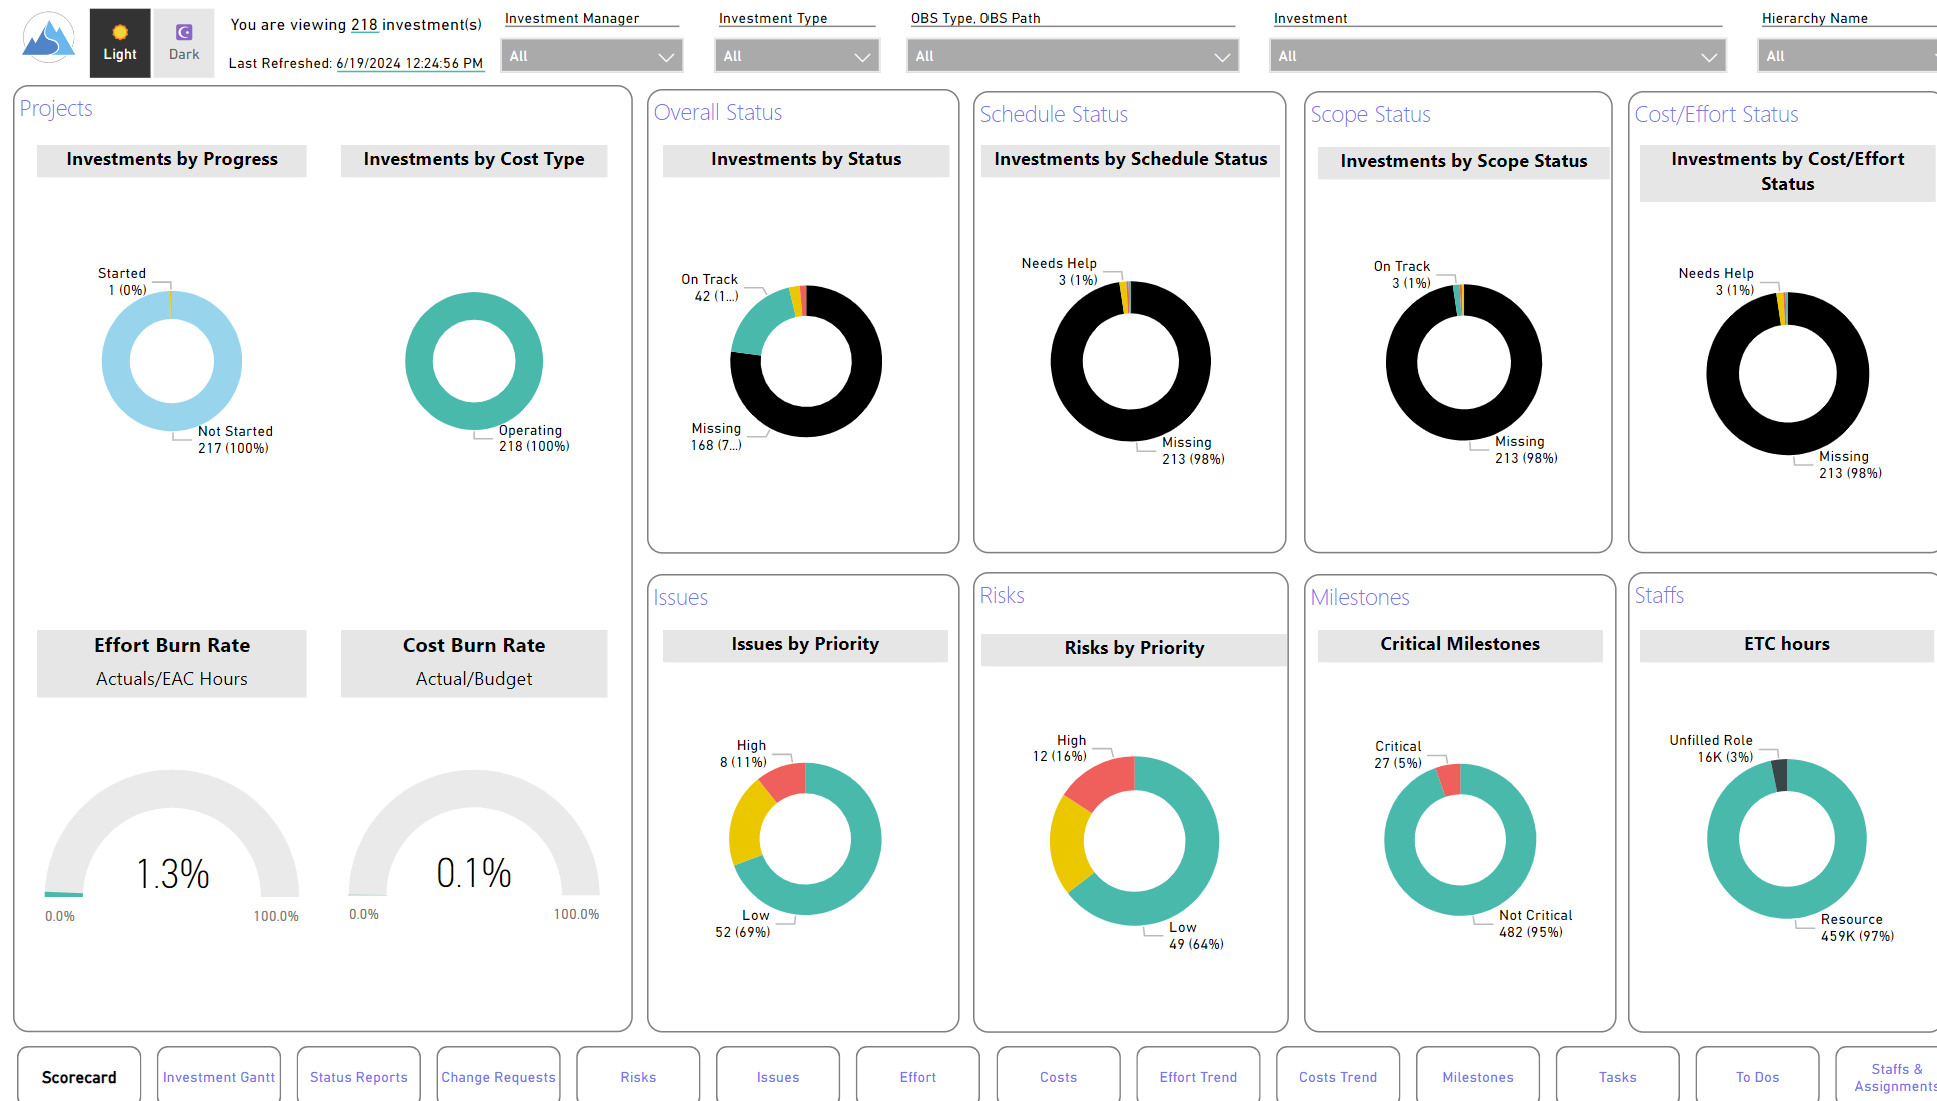 Light
Dark
You are viewing 218 investment(s)
Last Refreshed: 6/19/2024 12:24:56 PM
Investment Manager
All
Investment Type
All
OBS Type, OBS Path
All
Investment
All
Hierarchy Name
All
Projects
Investments by Progress
Started
1 (0%)
Not Started
217 (100%)
Investments by Cost Type
Operating
218 (100%)
Effort Burn Rate
Actuals/EAC Hours
1.3%
0.0%
100.0%
Cost Burn Rate
Actual/Budget
0.1%
0.0%
100.0%
Overall Status
Investments by Status
On Track
42 (1...)
Missing
168 (7...)
Schedule Status
Investments by Schedule Status
Needs Help
3 (1%)
Missing
213 (98%)
Scope Status
Investments by Scope Status
On Track
3 (1%)
Missing
213 (98%)
Cost/Effort Status
Investments by Cost/Effort
Status
Needs Help
3 (1%)
Missing
213 (98%)
Issues
Issues by Priority
High
8 (11%)
Low
52 (69%)
Risks
Risks by Priority
High
12 (16%)
Low
49 (64%)
Milestones
Critical Milestones
Critical
27 (5%)
Not Critical
482 (95%)
Staffs
ETC hours
Unfilled Role
16K (3%)
Resource
459K (97%)
Scorecard
Investment Gantt
Status Reports
Change Requests
Risks
Issues
Effort
Costs
Effort Trend
Costs Trend
Milestones
Tasks
To Dos
Staffs &
Assignments